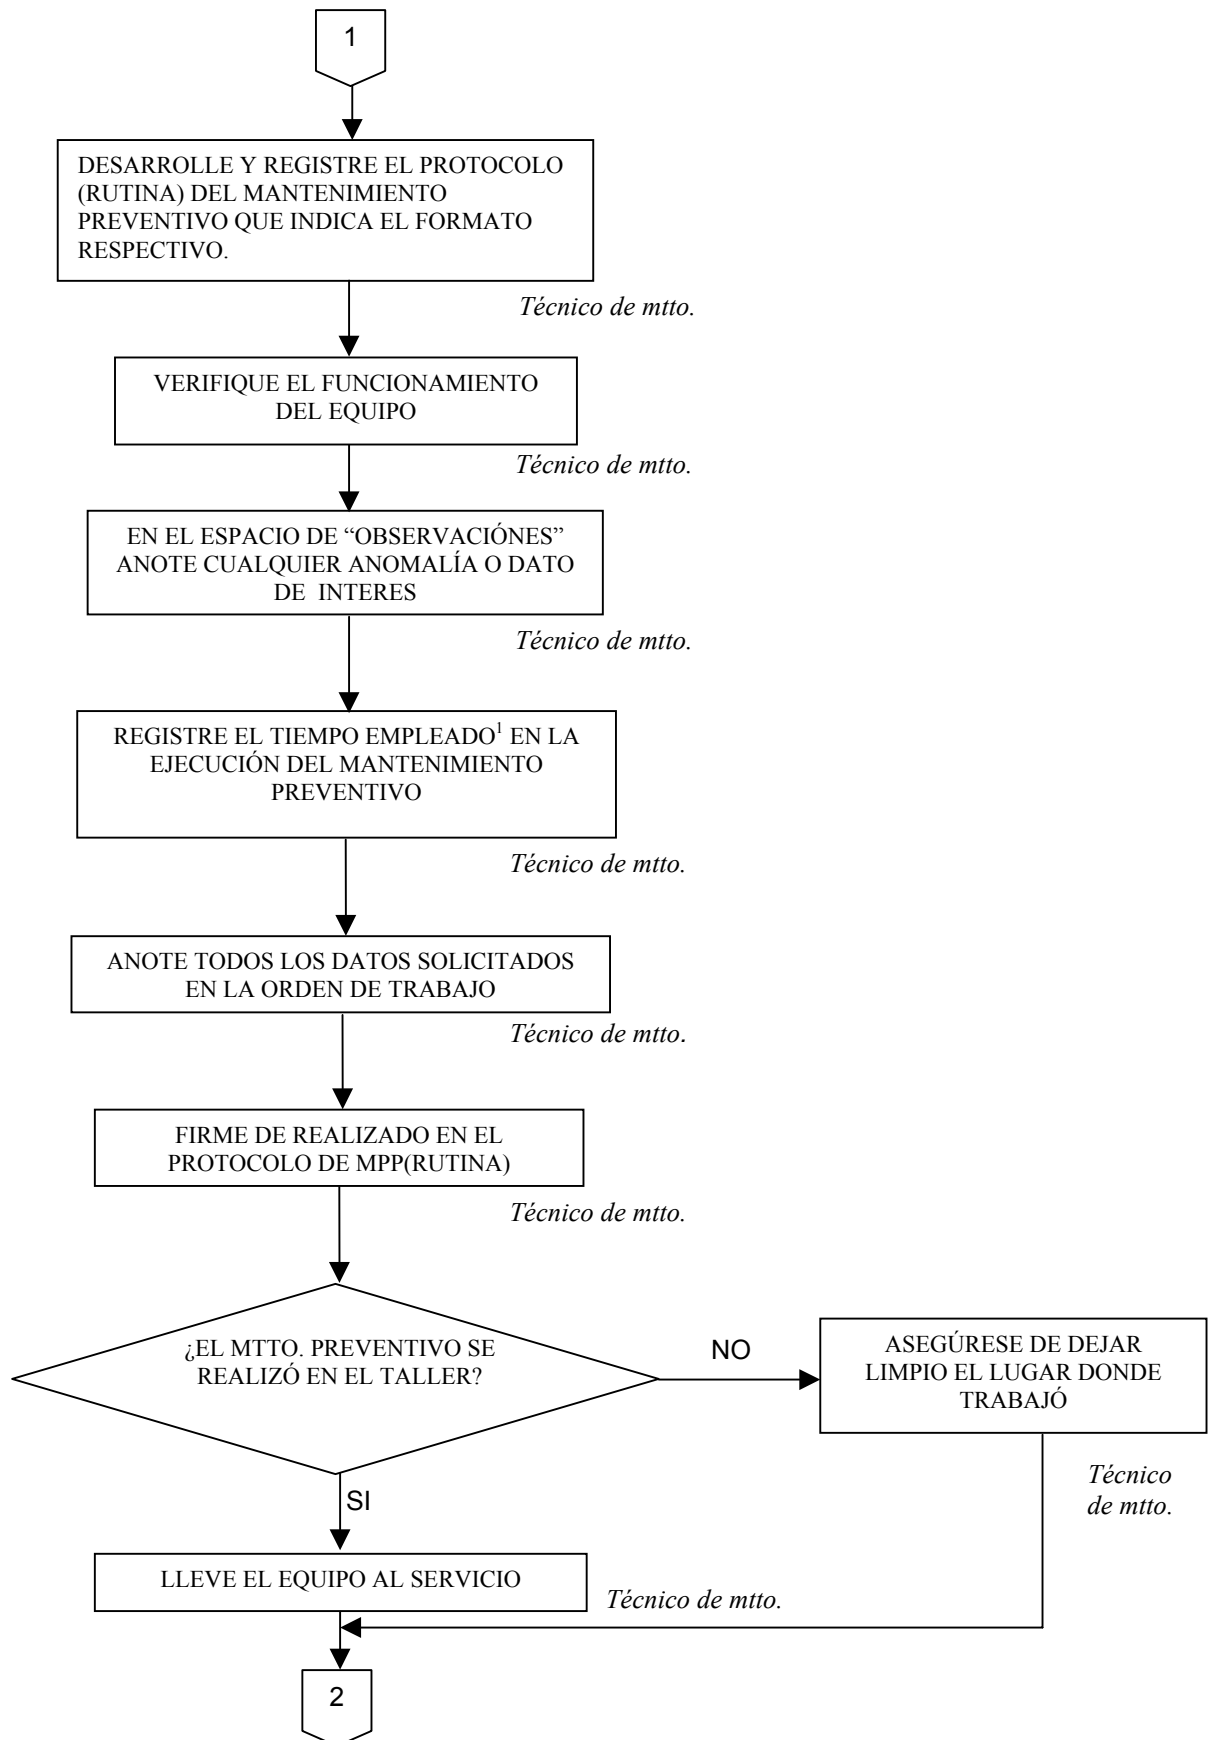 1
DESARROLLE Y REGISTRE EL PROTOCOLO
(RUTINA) DEL MANTENIMIENTO
PREVENTIVO QUE INDICA EL FORMATO
RESPECTIVO.
Técnico de mtto.
VERIFIQUE EL FUNCIONAMIENTO
DEL EQUIPO
Técnico de mtto.
EN EL ESPACIO DE “OBSERVACIÓNES”
ANOTE CUALQUIER ANOMALÍA O DATO
DE INTERES
Técnico de mtto.
REGISTRE EL TIEMPO EMPLEADO¹ EN LA
EJECUCIÓN DEL MANTENIMIENTO
PREVENTIVO
Técnico de mtto.
ANOTE TODOS LOS DATOS SOLICITADOS
EN LA ORDEN DE TRABAJO
Técnico de mtto.
FIRME DE REALIZADO EN EL
PROTOCOLO DE MPP(RUTINA)
Técnico de mtto.
¿EL MTTO. PREVENTIVO SE
REALIZÓ EN EL TALLER?
NO
ASEGÚRESE DE DEJAR
LIMPIO EL LUGAR DONDE
TRABAJÓ
Técnico
de mtto.
SI
LLEVE EL EQUIPO AL SERVICIO
Técnico de mtto.
2